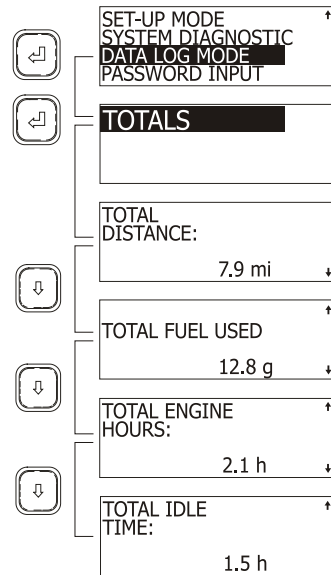 SET-UP MODE
SYSTEM DIAGNOSTIC
DATA LOG MODE
PASSWORD INPUT
TOTALS
TOTAL
DISTANCE:
7.9 mi
TOTAL FUEL USED
12.8 g
TOTAL ENGINE
HOURS:
2.1 h
TOTAL IDLE
TIME:
1.5 h